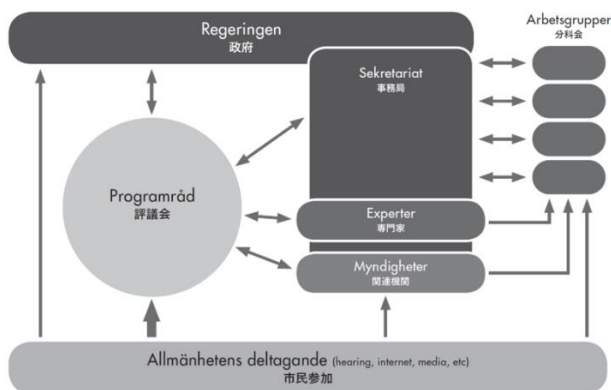 Regeringen
政府
Arbetsgrupper
分科会
Sekretariat
事務局
Programråd
評議会
Experter
専門家
Myndigheter
関連機関
Allmänhetens deltagande (hearing, internet, media, etc)
市民参加